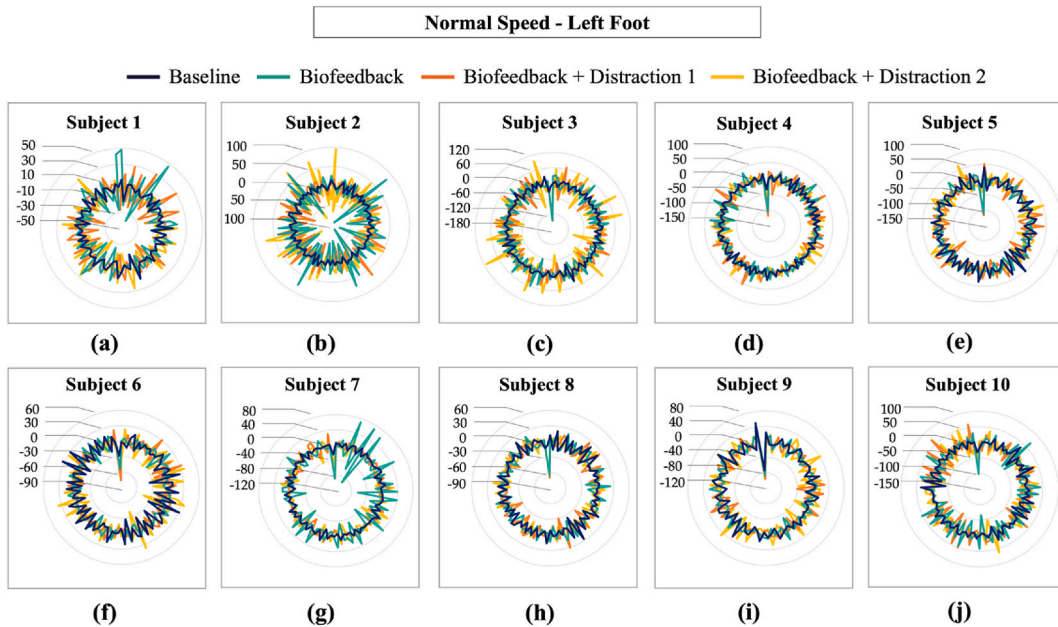 Normal Speed - Left Foot
Baseline Biofeedback Biofeedback + Distraction 1 Biofeedback + Distraction 2
Subject 1
50
30
10
-10
-30
-50
(a)
Subject 2
100
50
0
50
100
(b)
Subject 3
120
60
0
-60
-120
-180
(c)
Subject 4
100
50
0
-50
-100
-150
(d)
Subject 5
100
50
0
-50
-100
-150
(e)
Subject 6
60
30
0
-30
-60
-90
(f)
Subject 7
80
40
0
-40
-80
-120
(g)
Subject 8
60
30
0
-30
-60
-90
(h)
Subject 9
80
40
0
-40
-80
-120
(i)
Subject 10
100
50
0
-50
-100
-150
(j)